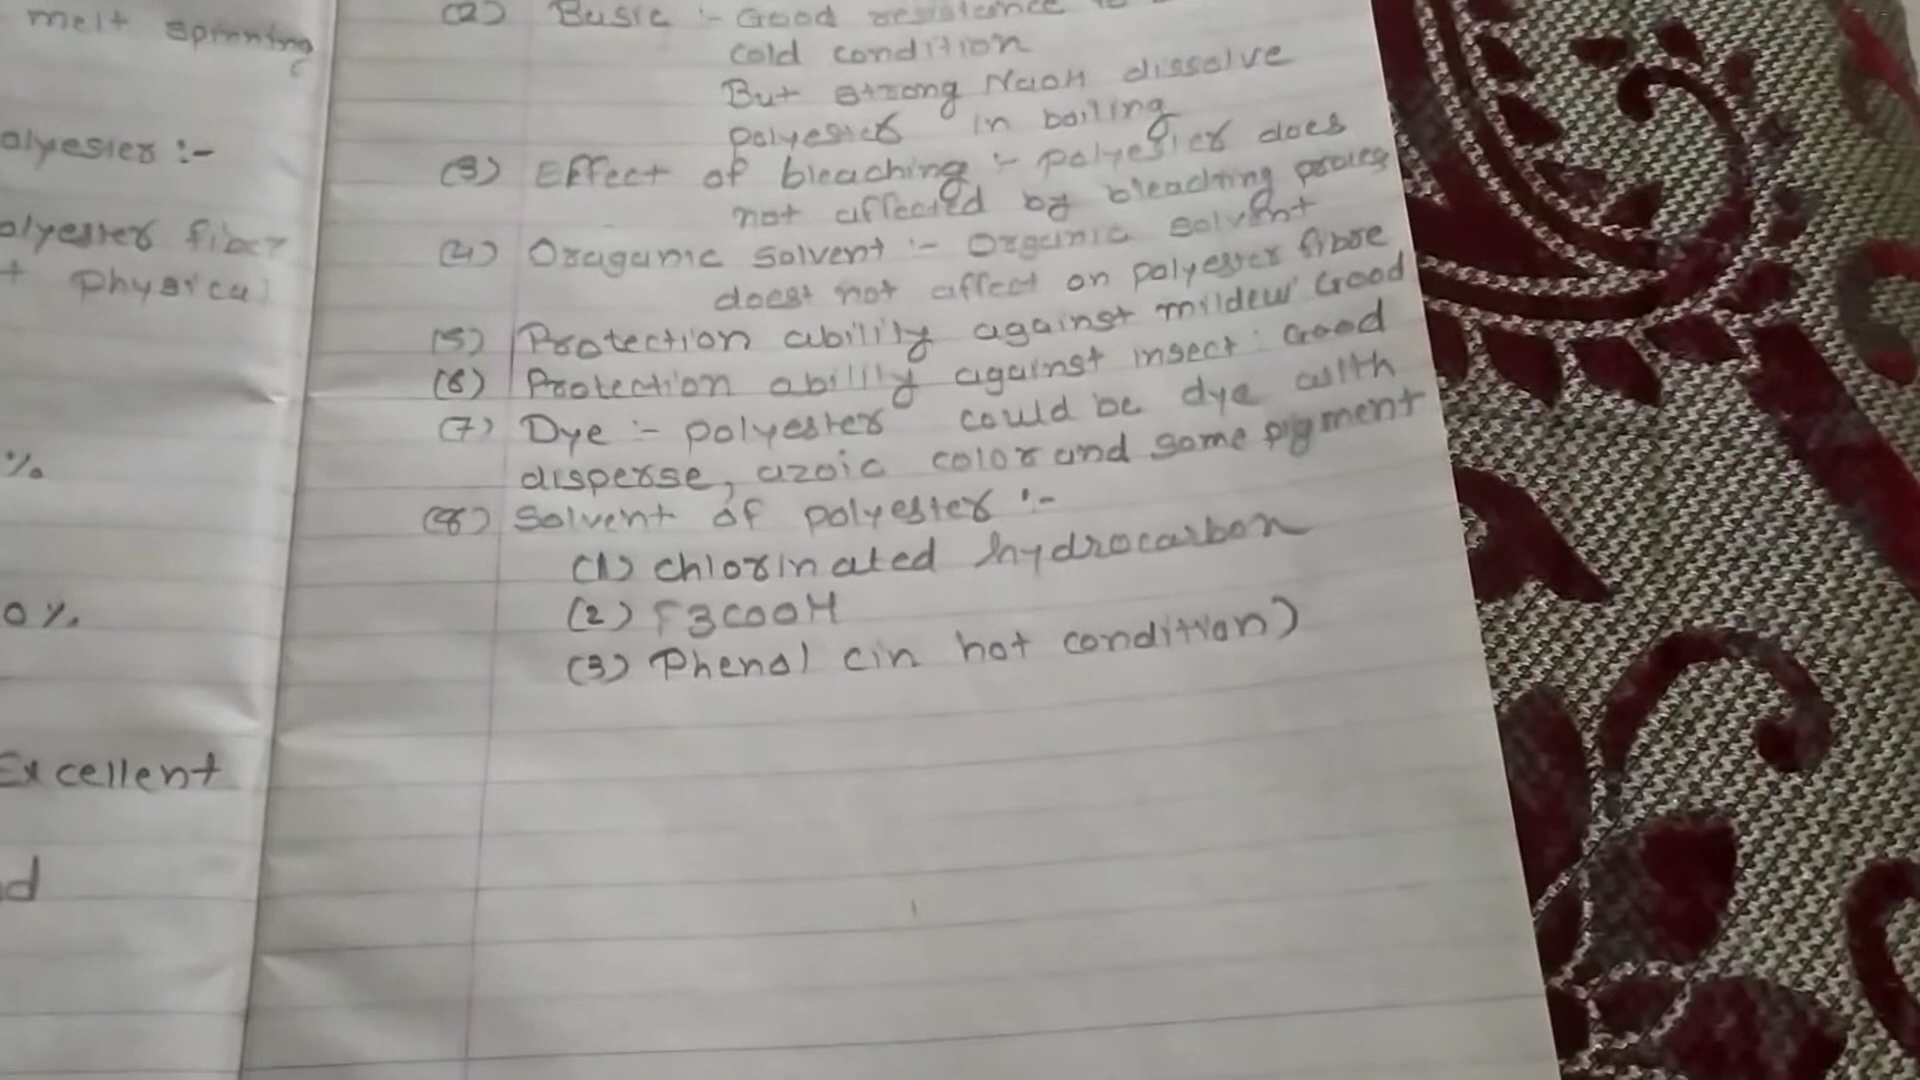 melt spinning
olyester :-
olyester fiber
+ physical
%
0 %.
Excellent
d
(2) Basic :- Good resistance
cold condition
But strong NaOH dissolve
polyester in boiling
(3) Effect of bleaching :- polyester does
not affected by bleaching proces
(4) Oraganic solvent :- Organic solvent
does not affect on polyester fibre
(5) Protection ability against mildew Good
(6) Protection ability against insect : Good
(7) Dye :- polyester could be dye with
disperse, azoic color and some pigment
(8) Solvent of polyester :-
(1) chlorinated hydrocarbon
(2) F3COOH
(3) Phenol (in hot condition)